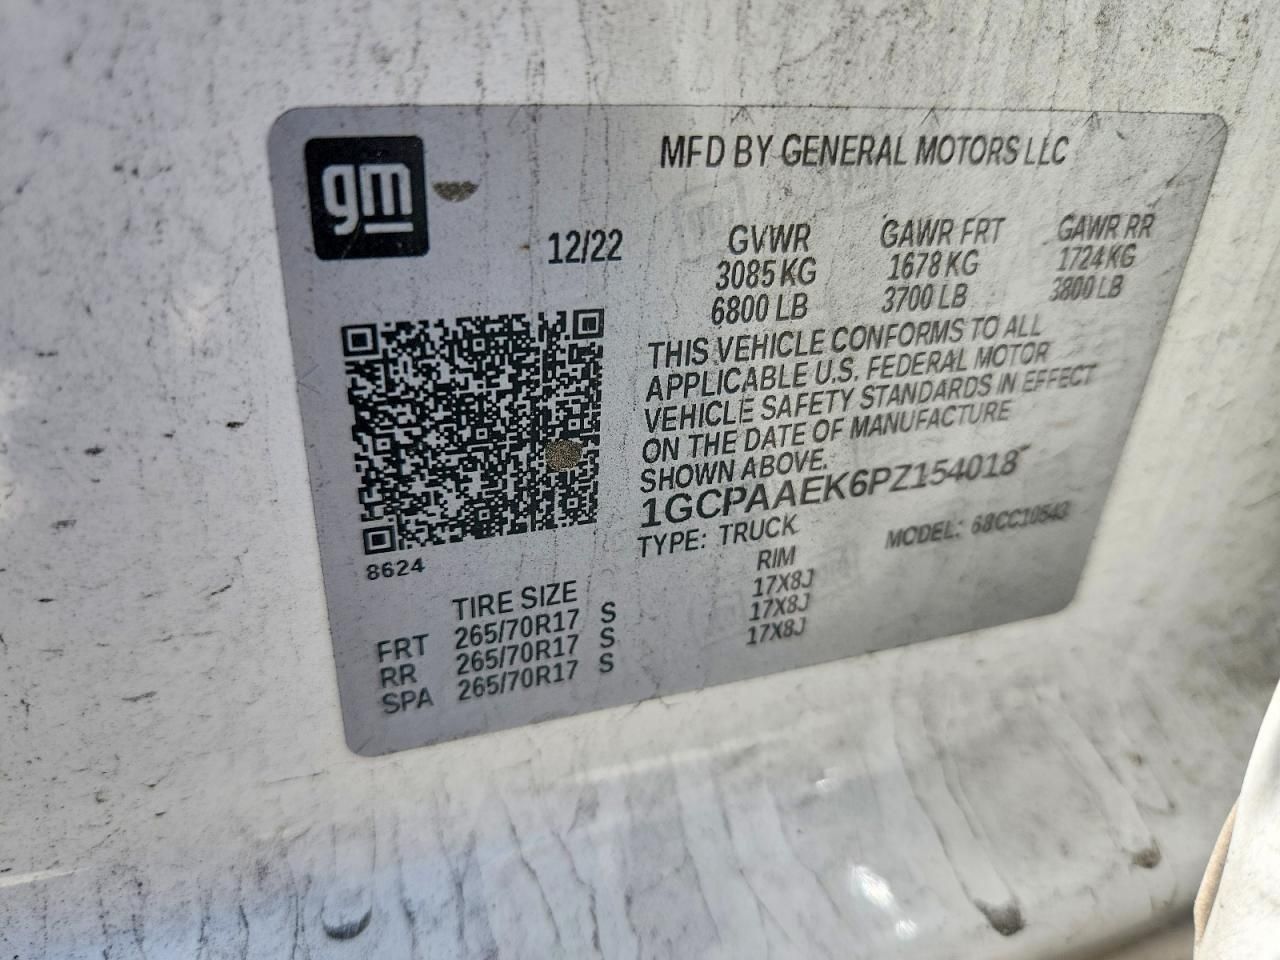 gm
MFD BY GENERAL MOTORS LLC
12/22
GVWR GAWR FRT GAWR RR
3085 KG 1678 KG 1724 KG
6800 LB 3700 LB 3800 LB
THIS VEHICLE CONFORMS TO ALL
APPLICABLE U.S. FEDERAL MOTOR
VEHICLE SAFETY STANDARDS IN EFFECT
ON THE DATE OF MANUFACTURE
SHOWN ABOVE.
1GCPAAEK6PZ154018
TYPE: TRUCK MODEL: 68CC10543
8624
TIRE SIZE RIM
FRT 265/70R17 S 17X8J
RR 265/70R17 S 17X8J
SPA 265/70R17 S 17X8J